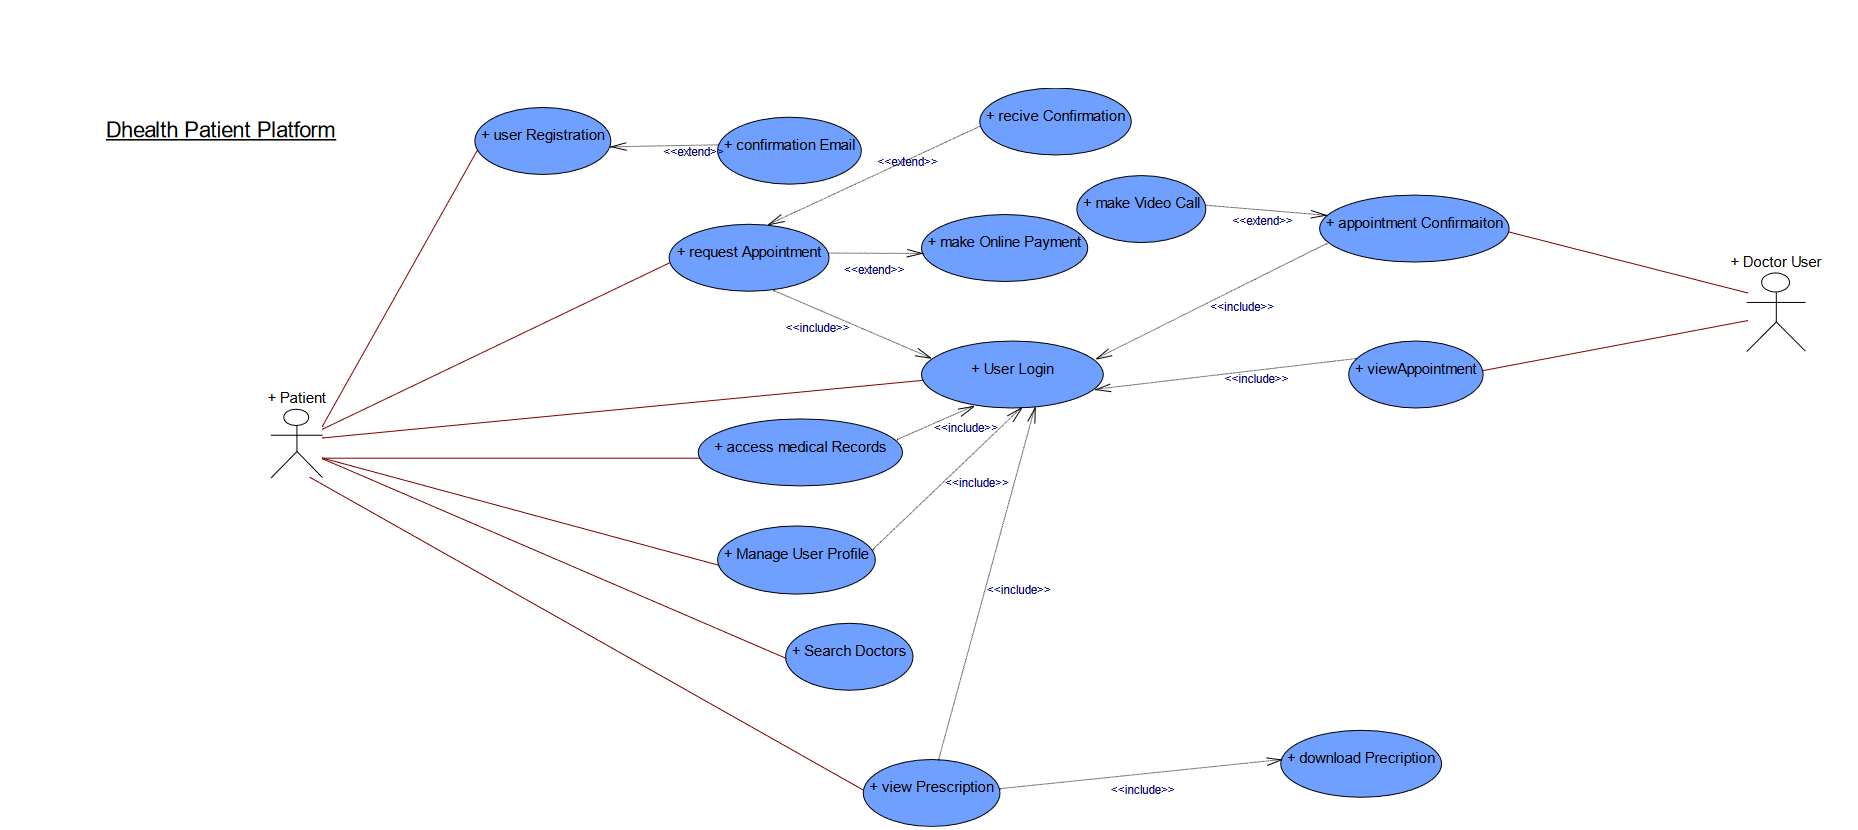 Dhealth Patient Platform
+ user Registration
<<extend>>
+ confirmation Email
+ recive Confirmation
<<extend>>
+ make Video Call
<<extend>>
+ appointment Confirmaiton
+ request Appointment
<<extend>>
+ make Online Payment
+ Doctor User
<<include>>
<<include>>
+ User Login
<<include>>
+ viewAppointment
+ Patient
+ access medical Records
<<include>>
<<include>>
+ Manage User Profile
<<include>>
+ Search Doctors
+ view Prescription
<<include>>
+ download Precription